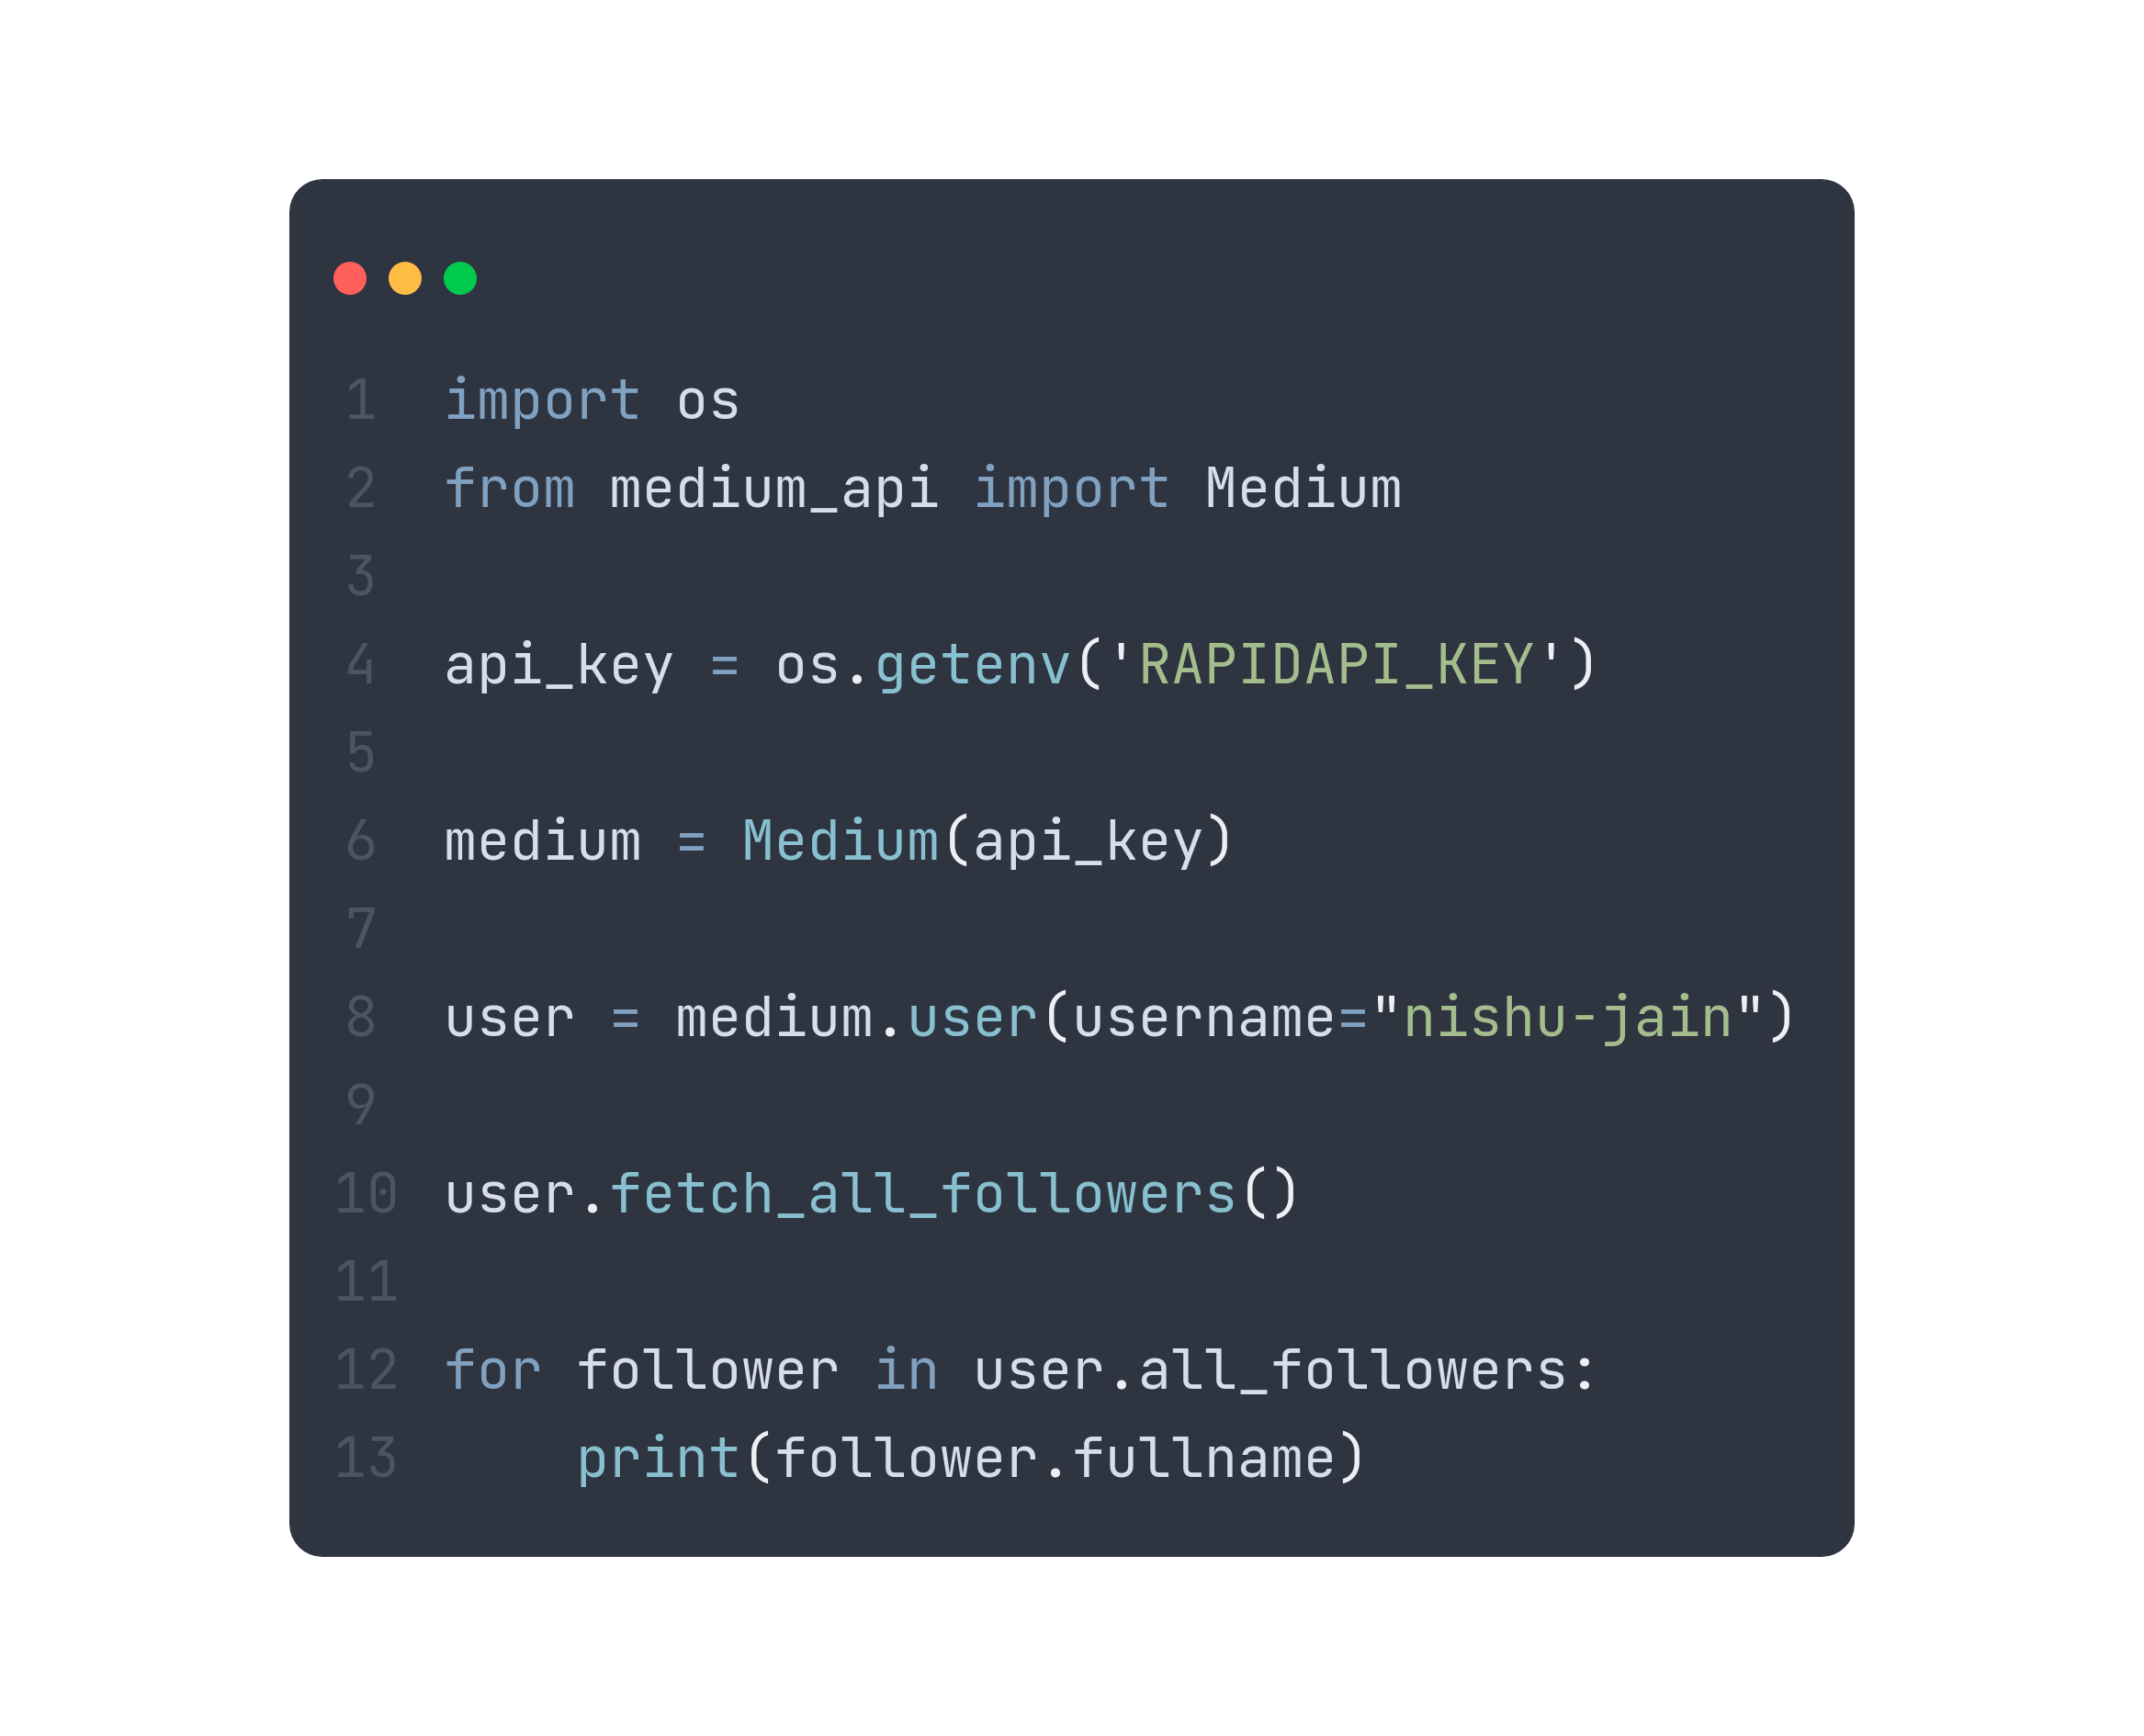 1 import os
2 from medium_api import Medium
3
4 api_key = os.getenv('RAPIDAPI_KEY')
5
6 medium = Medium(api_key)
7
8 user = medium.user(username="nishu-jain")
9
10 user.fetch_all_followers()
11
12 for follower in user.all_followers:
13     print(follower.fullname)